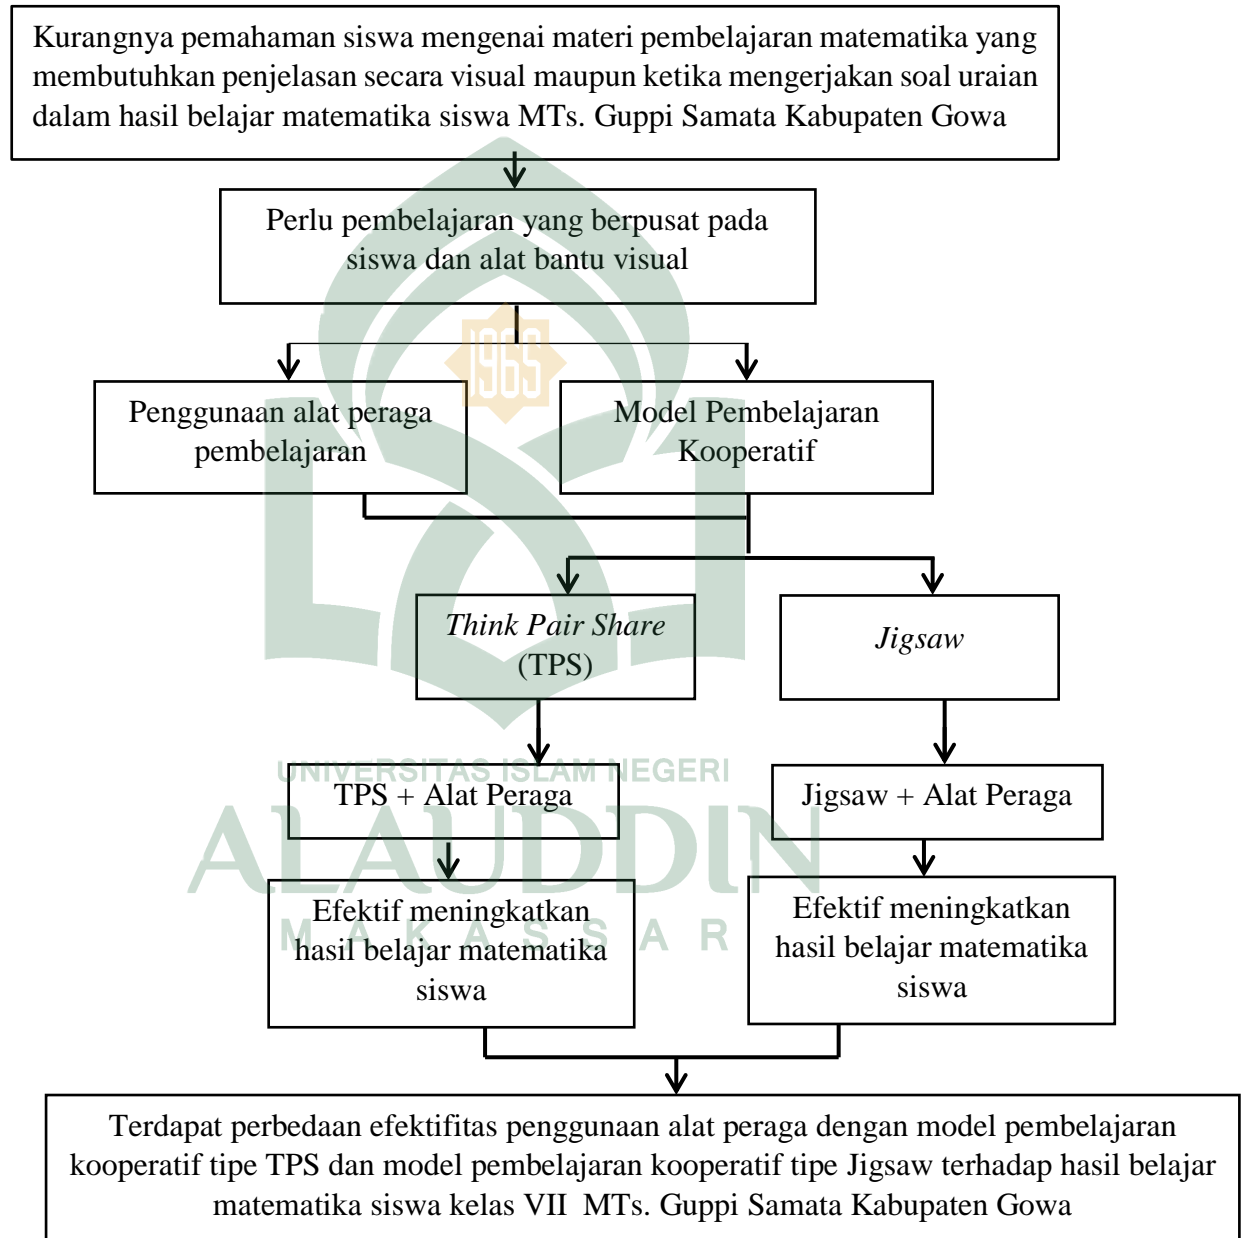 Kurangnya pemahaman siswa mengenai materi pembelajaran matematika yang
membutuhkan penjelasan secara visual maupun ketika mengerjakan soal uraian
dalam hasil belajar matematika siswa MTs. Guppi Samata Kabupaten Gowa
Perlu pembelajaran yang berpusat pada
siswa dan alat bantu visual
1965
Penggunaan alat peraga
pembelajaran
Model Pembelajaran
Kooperatif
Think Pair Share
(TPS)
Jigsaw
UNIVERSITAS ISLAM NEGERI
TPS + Alat Peraga
Jigsaw + Alat Peraga
ALAUDDIN
Efektif meningkatkan
hasil belajar matematika
siswa
Efektif meningkatkan
hasil belajar matematika
siswa
MAKASSAR
Terdapat perbedaan efektifitas penggunaan alat peraga dengan model pembelajaran
kooperatif tipe TPS dan model pembelajaran kooperatif tipe Jigsaw terhadap hasil belajar
matematika siswa kelas VII MTs. Guppi Samata Kabupaten Gowa